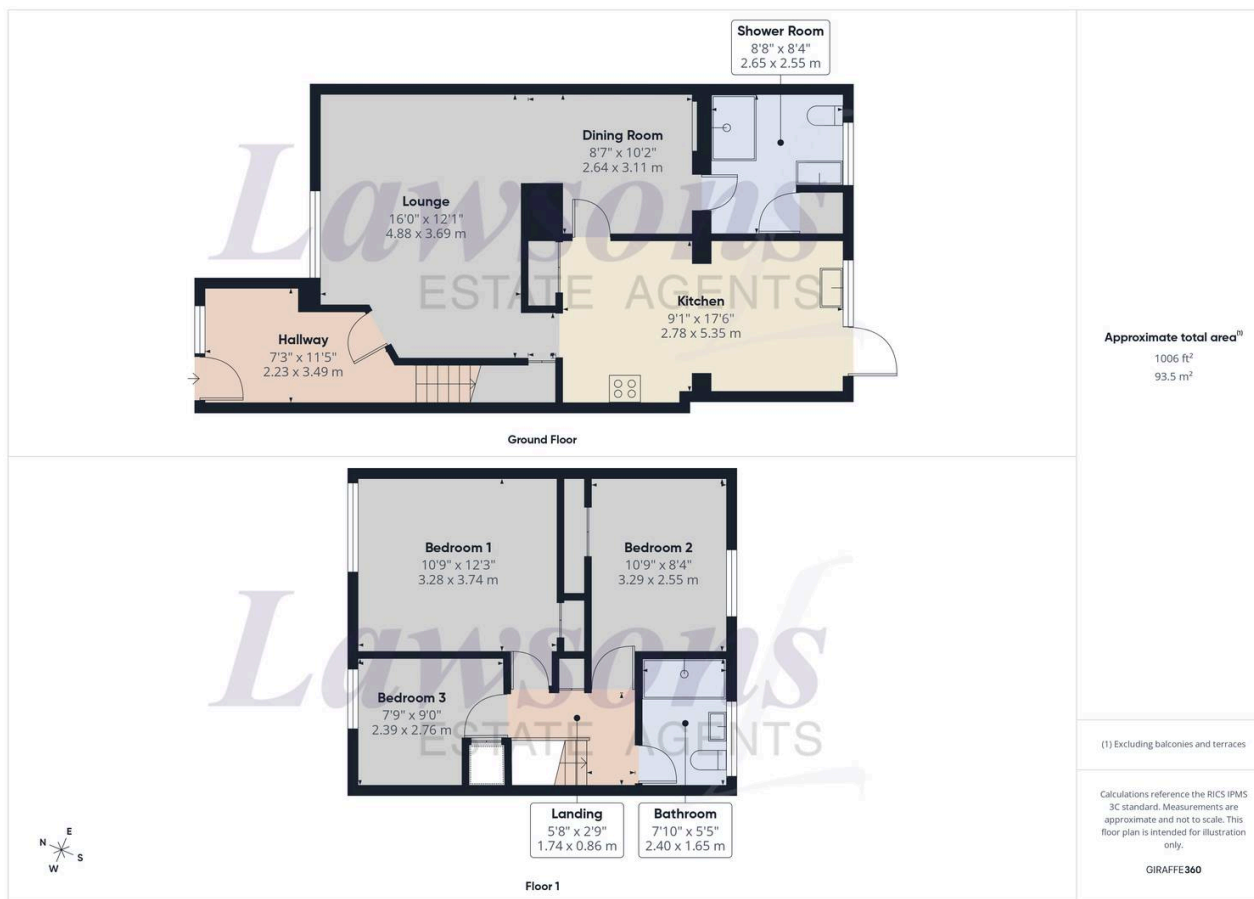 Shower Room
8'8" x 8'4"
2.65 x 2.55 m
Dining Room
8'7" x 10'2"
2.64 x 3.11 m
Lounge
16'0" x 12'1"
4.88 x 3.69 m
Lawsons
ESTATE AGENTS
Kitchen
9'1" x 17'6"
2.78 x 5.35 m
Hallway
7'3" x 11'5"
2.23 x 3.49 m
Ground Floor
Approximate total area(1)
1006 ft²
93.5 m²
Bedroom 1
10'9" x 12'3"
3.28 x 3.74 m
Bedroom 2
10'9" x 8'4"
3.29 x 2.55 m
Lawsons
ESTATE AGENTS
Bedroom 3
7'9" x 9'0"
2.39 x 2.76 m
Landing
5'8" x 2'9"
1.74 x 0.86 m
Bathroom
7'10" x 5'5"
2.40 x 1.65 m
E
N
S
W
Floor 1
(1) Excluding balconies and terraces
Calculations reference the RICS IPMS
3C standard. Measurements are
approximate and not to scale. This
floor plan is intended for illustration
only.
GIRAFFE360